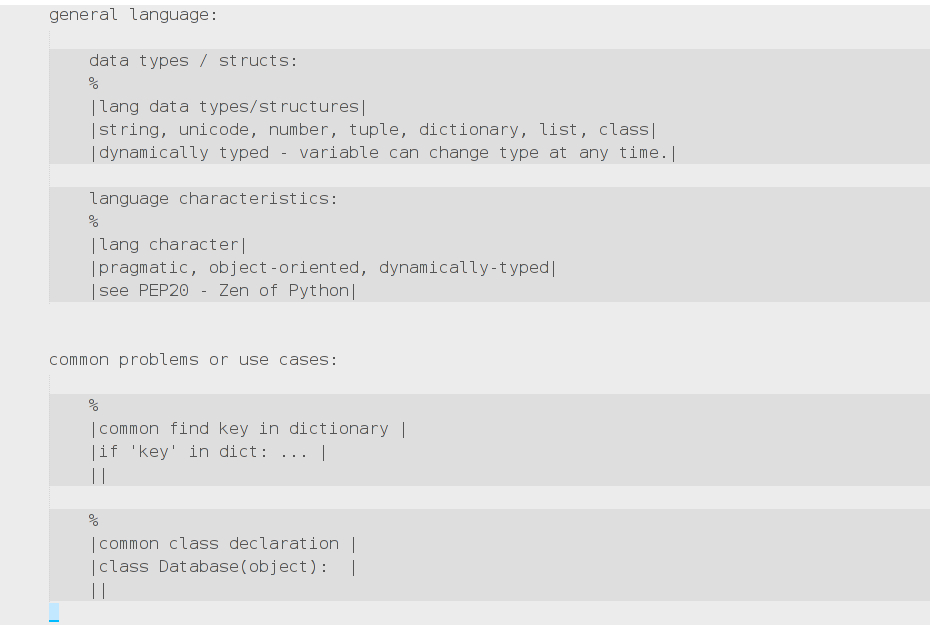 general language:
data types / structs:
%
|lang data types/structures|
|string, unicode, number, tuple, dictionary, list, class|
|dynamically typed - variable can change type at any time.|
language characteristics:
%
|lang character|
|pragmatic, object-oriented, dynamically-typed|
|see PEP20 - Zen of Python|
common problems or use cases:
%
|common find key in dictionary |
|if 'key' in dict: ... |
||
%
|common class declaration |
|class Database(object):  |
||